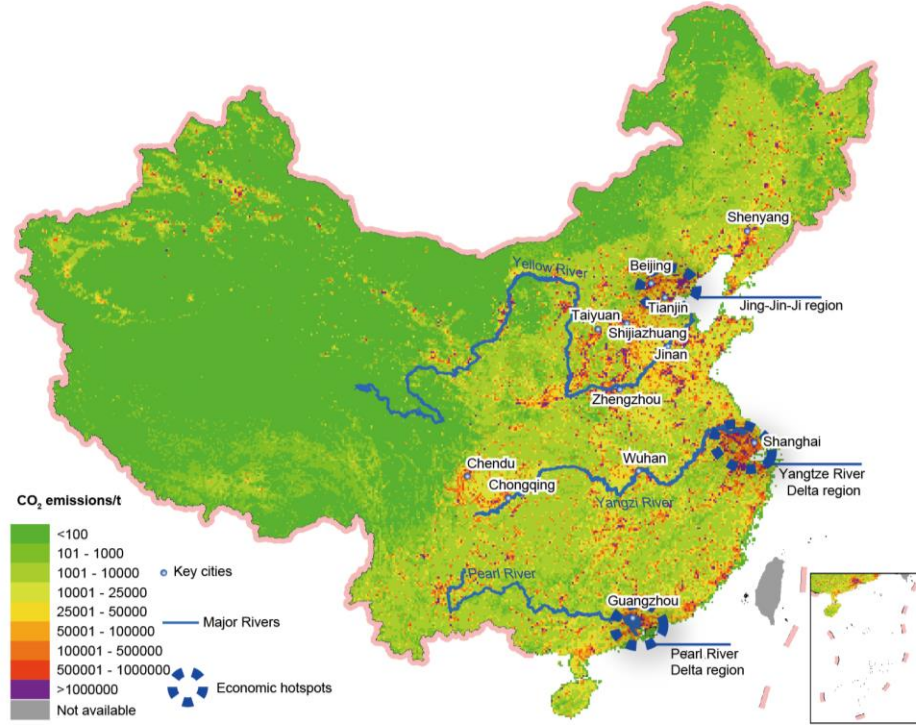 Shenyang
Yellow River
Beijing
Tianjin
Jing-Jin-Ji region
Taiyuan
Shijiazhuang
Jinan
Zhengzhou
Shanghai
Wuhan
Chendu
Yangtze River
Delta region
Chongqing
Yangzi River
CO₂ emissions/t
<100
101 - 1000
1001 - 10000
10001 - 25000
25001 - 50000
50001 - 100000
100001 - 500000
500001 - 1000000
>1000000
Not available
Key cities
Major Rivers
Economic hotspots
Pearl River
Guangzhou
Pearl River
Delta region